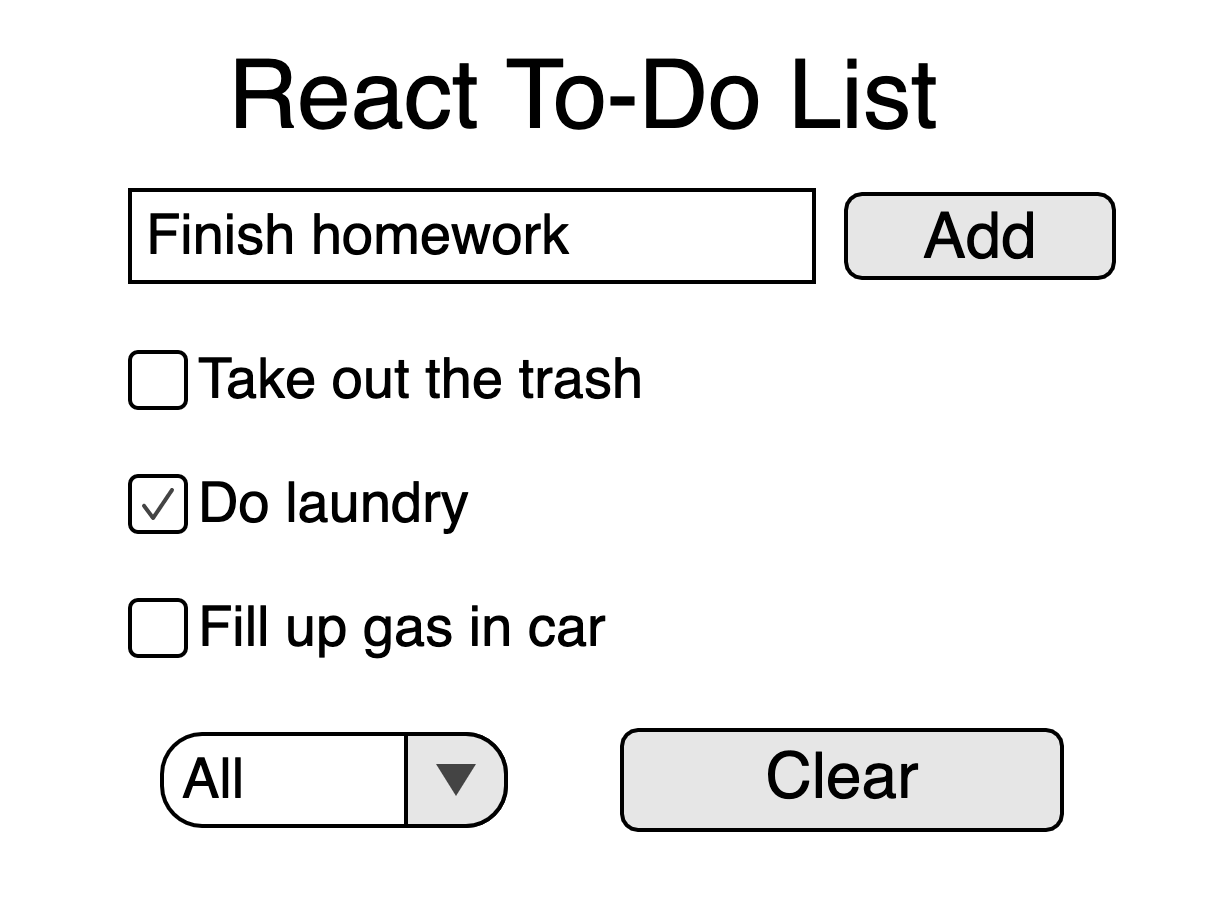 React To-Do List
Finish homework
Add
Take out the trash
Do laundry
Fill up gas in car
All
Clear